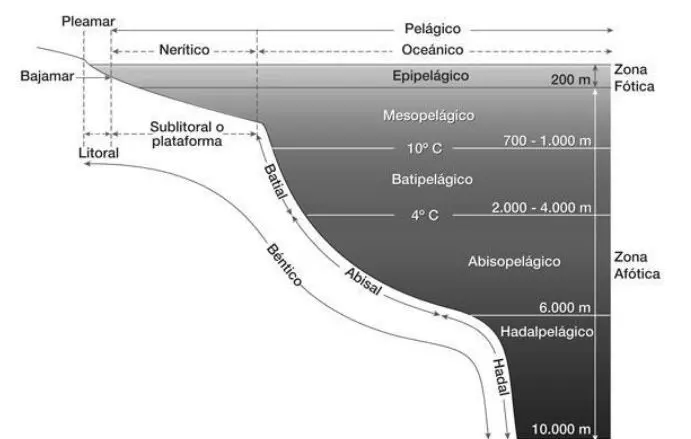 Pleamar
Pelágico
Nerítico
Oceánico
Bajamar
Epipelágico
200 m
Zona
Fótica
Mesopelágico
Sublitoral o
plataforma
Litoral
700 - 1.000 m
10º C
Batial
Batipelágico
2.000 - 4.000 m
4º C
Béntico
Abisal
Abisopelágico
Zona
Afótica
6.000 m
Hadalpelágico
Hadal
10.000 m